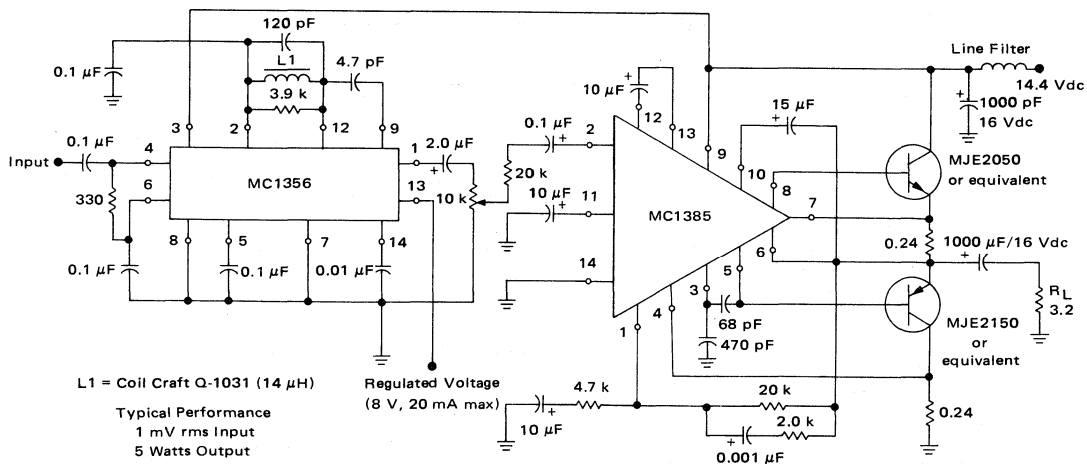 120 pF
L1
4.7 pF
3.9 k
0.1 μF
3
2
12
9
Input
0.1 μF
4
6
330
MC1356
1
13
2.0 μF
+
10 k
8
5
7
14
0.1 μF
0.1 μF
0.01 μF
L1 = Coil Craft Q-1031 (14 μH)
Typical Performance
1 mV rms Input
5 Watts Output
Regulated Voltage
(8 V, 20 mA max)
0.1 μF
+
2
20 k
10 μF
+
11
14
10 μF
+
12
13
9
15 μF
+
10
8
7
6
MC1385
5
3
4
1
68 pF
470 pF
Line Filter
14.4 Vdc
+
1000 pF
16 Vdc
MJE2050
or equivalent
0.24
1000 μF/16 Vdc
+
RL
3.2
MJE2150
or
equivalent
0.24
10 μF
+
4.7 k
20 k
2.0 k
+
0.001 μF